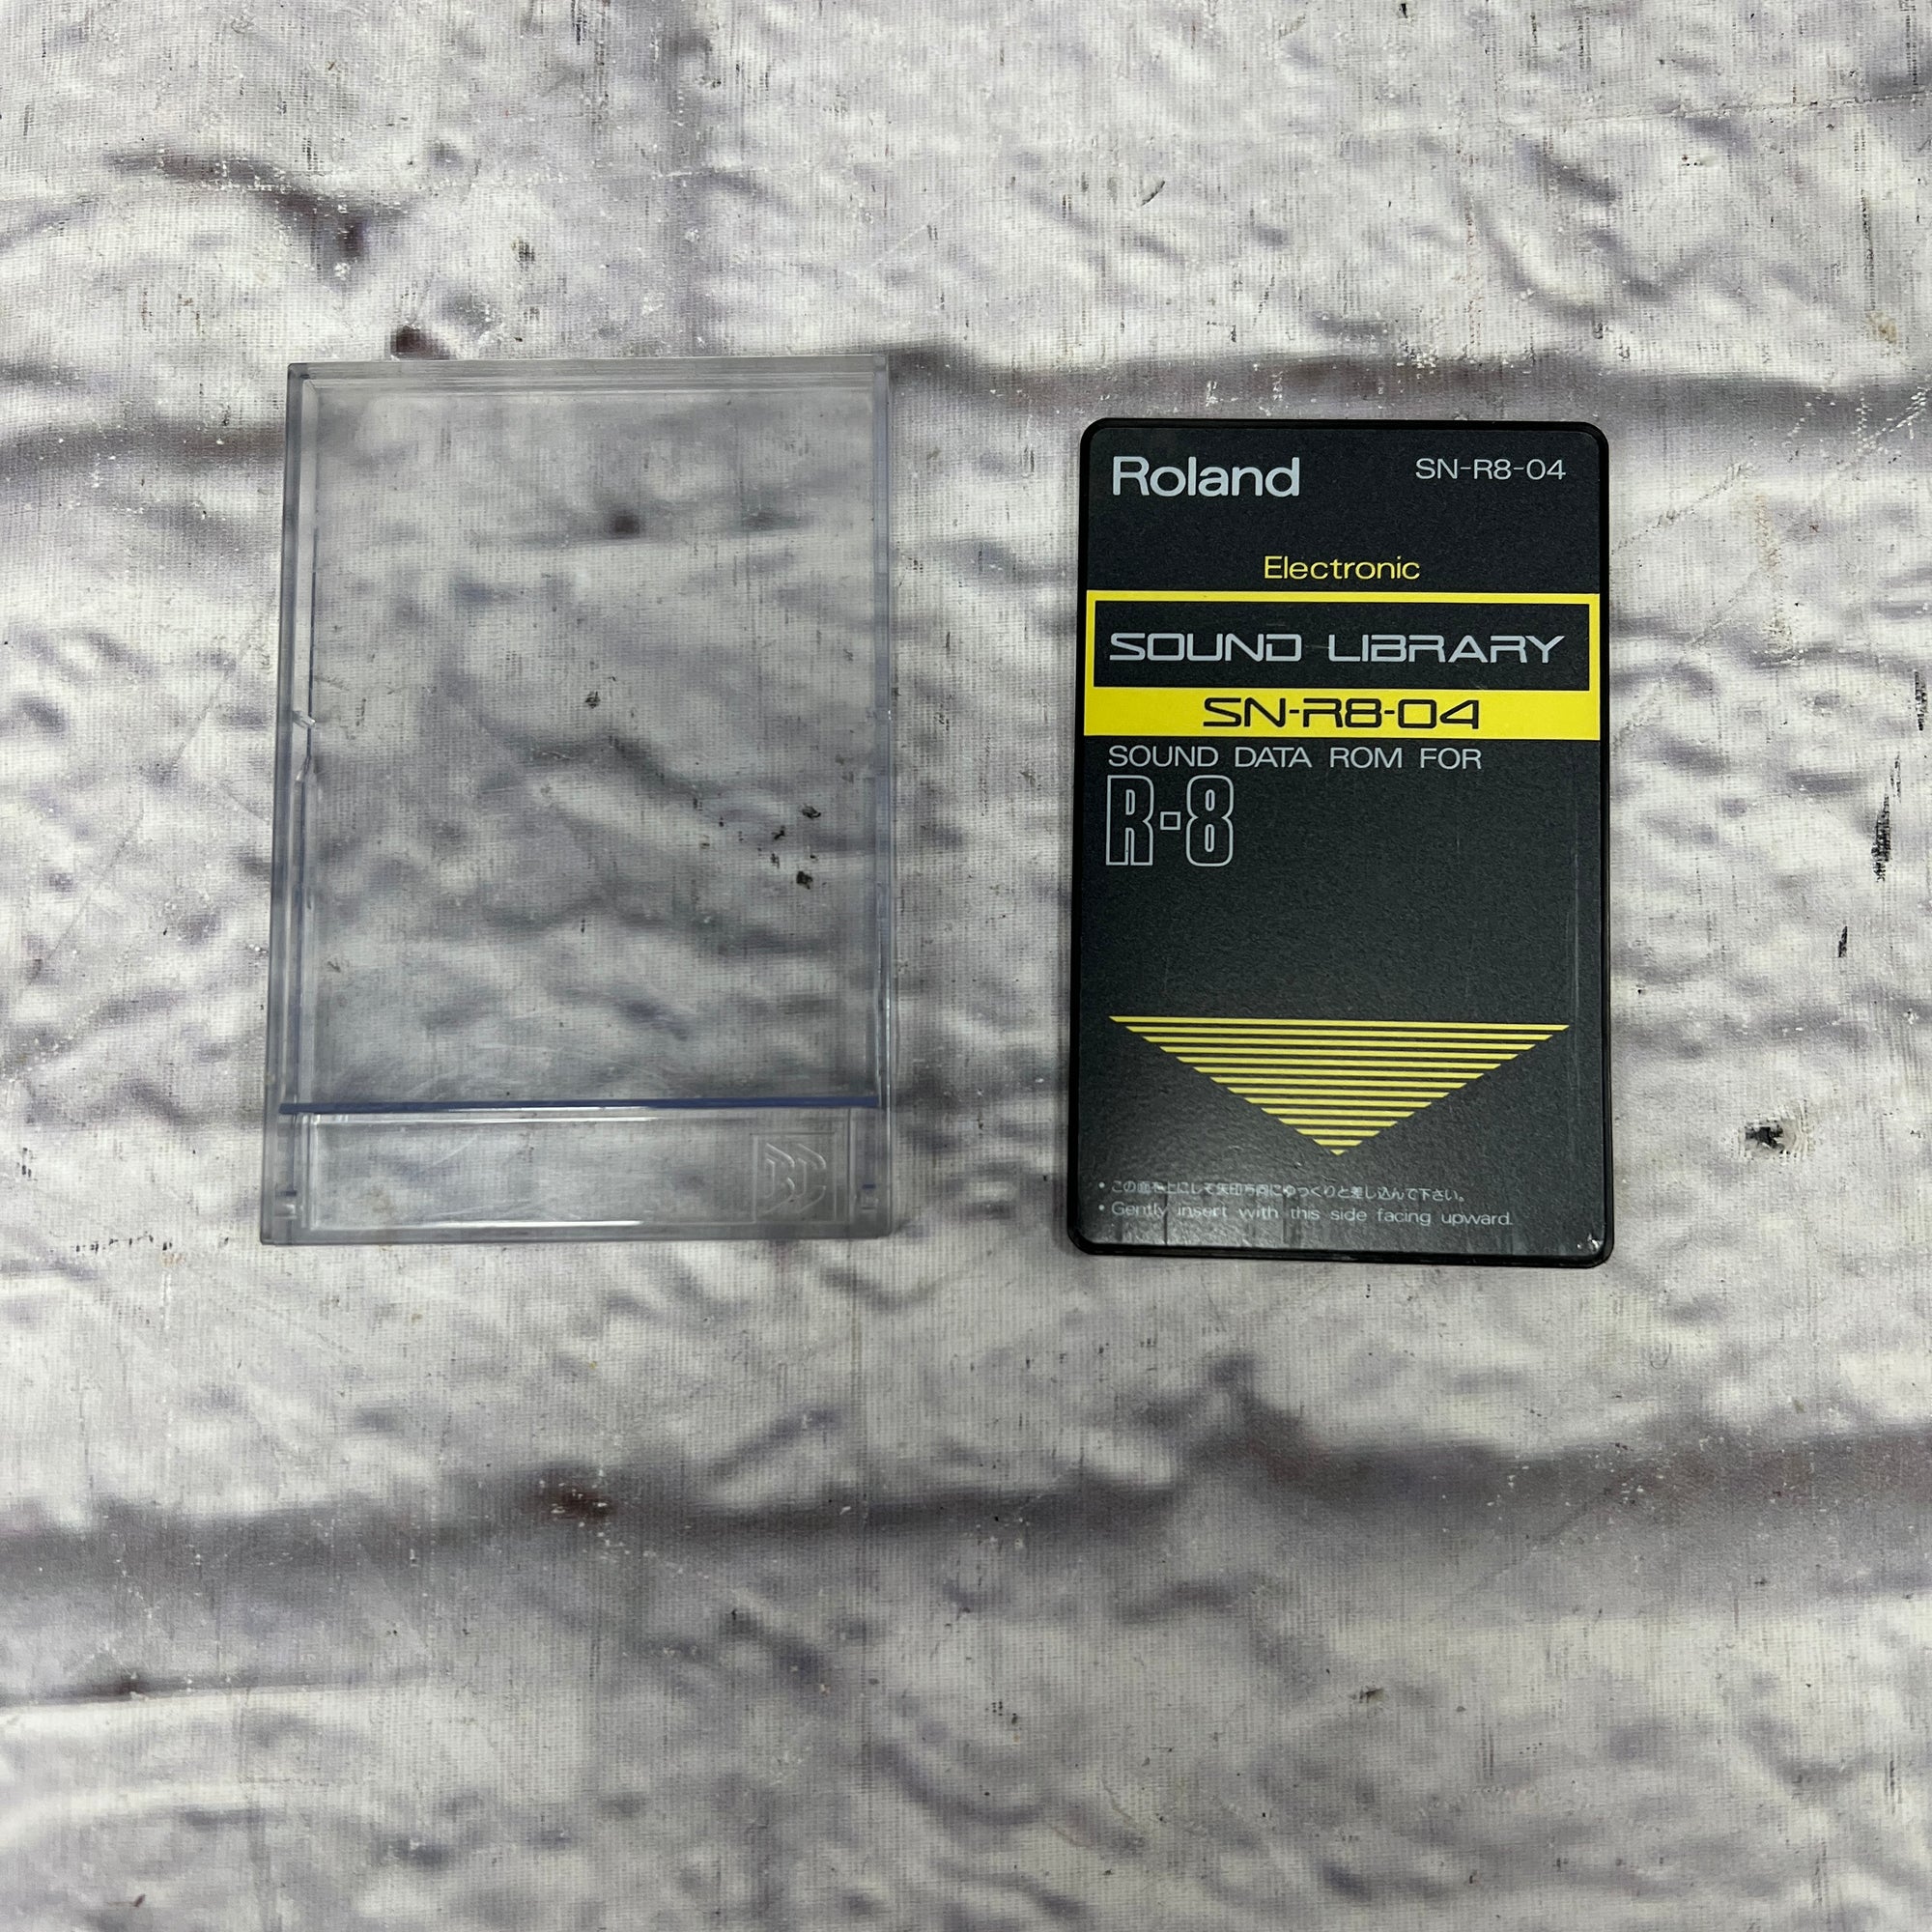 Roland SN-R8-04
Electronic
SOUND LIBRARY
SN-R8-04
SOUND DATA ROM FOR
R-8
• この面を上にして矢印方向にゆっくりと差し込んで下さい。
• Gently insert with this side facing upward.